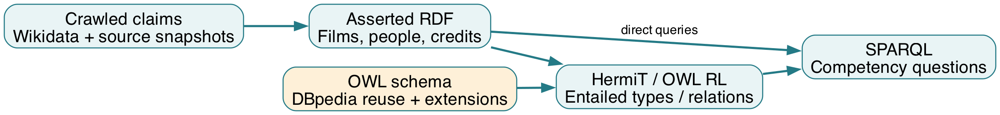 Crawled claims
Wikidata + source snapshots
Asserted RDF
Films, people, credits
direct queries
OWL schema
DBpedia reuse + extensions
HermiT / OWL RL
Entailed types / relations
SPARQL
Competency questions